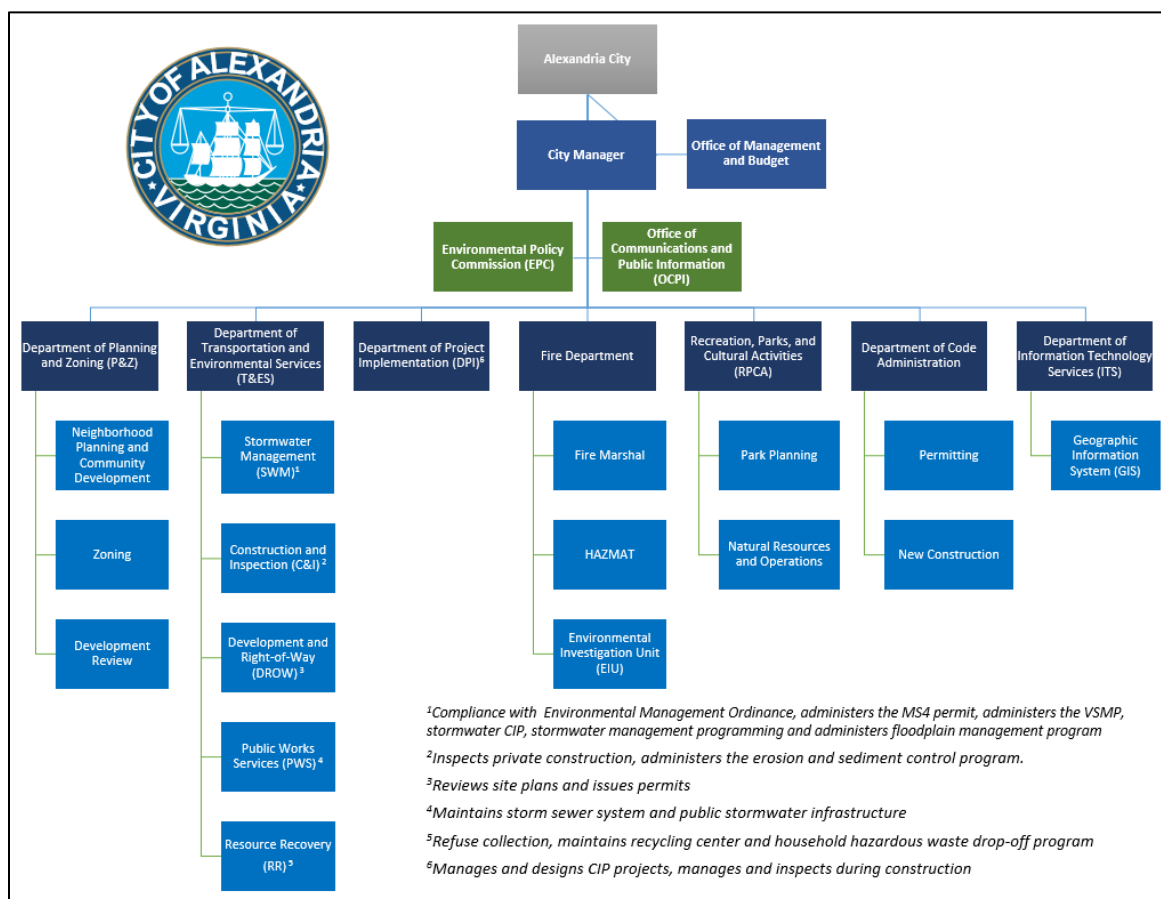 CITY OF ALEXANDRIA
VIRGINIA
Alexandria City
City Manager
Office of Management
and Budget
Environmental Policy
Commission (EPC)
Office of
Communications and
Public Information
(OCPI)
Department of Planning
and Zoning (P&Z)
Department of
Transportation and
Environmental Services
(T&ES)
Department of Project
Implementation (DPI)⁶
Fire Department
Recreation, Parks, and
Cultural Activities
(RPCA)
Department of Code
Administration
Department of
Information Technology
Services (ITS)
Neighborhood
Planning and
Community
Development
Zoning
Development
Review
Stormwater
Management
(SWM)¹
Construction and
Inspection (C&I) ²
Development and
Right-of-Way
(DROW) ³
Public Works
Services (PWS) ⁴
Resource Recovery
(RR) ⁵
Fire Marshal
HAZMAT
Environmental
Investigation Unit
(EIU)
Park Planning
Natural Resources
and Operations
Permitting
New Construction
Geographic
Information
System (GIS)
¹Compliance with Environmental Management Ordinance, administers the MS4 permit, administers the VSMP,
stormwater CIP, stormwater management programming and administers floodplain management program
²Inspects private construction, administers the erosion and sediment control program.
³Reviews site plans and issues permits
⁴Maintains storm sewer system and public stormwater infrastructure
⁵Refuse collection, maintains recycling center and household hazardous waste drop-off program
⁶Manages and designs CIP projects, manages and inspects during construction